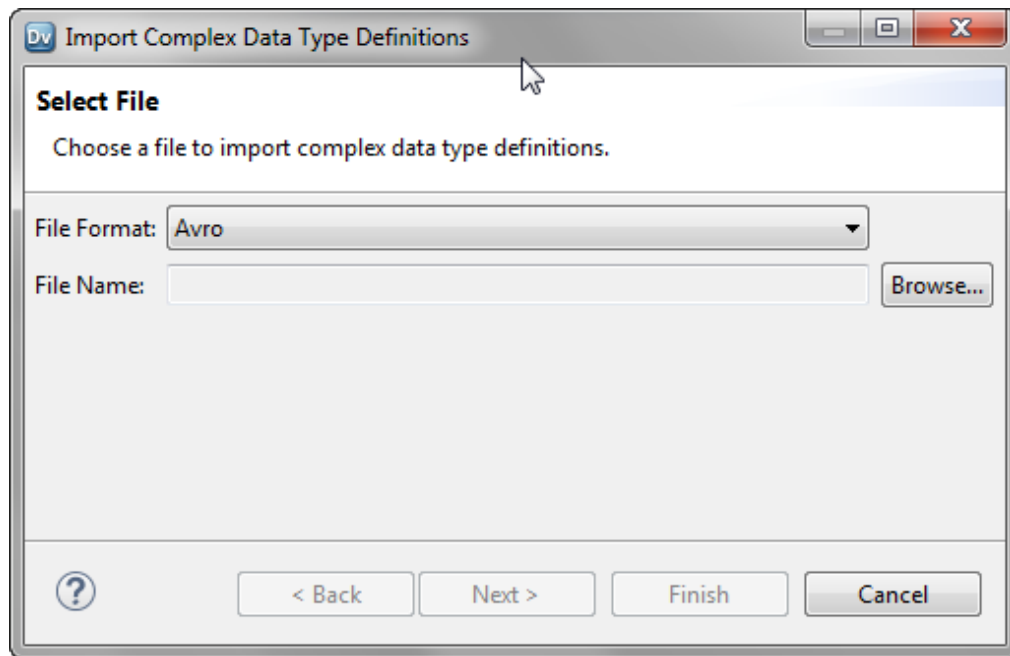 Dv Import Complex Data Type Definitions
Select File
Choose a file to import complex data type definitions.
File Format: Avro
File Name: Browse...
? < Back Next > Finish Cancel